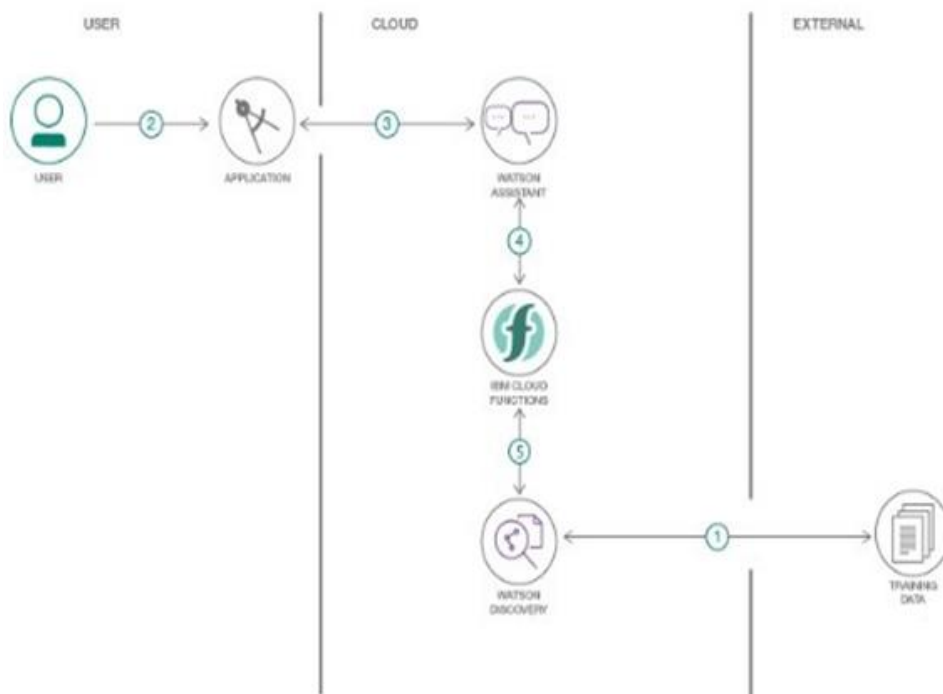 USER
CLOUD
EXTERNAL
2
3
USER
APPLICATION
WATSON
ASSISTANT
4
IBM CLOUD
FUNCTIONS
5
1
WATSON
DISCOVERY
TRAINING
DATA